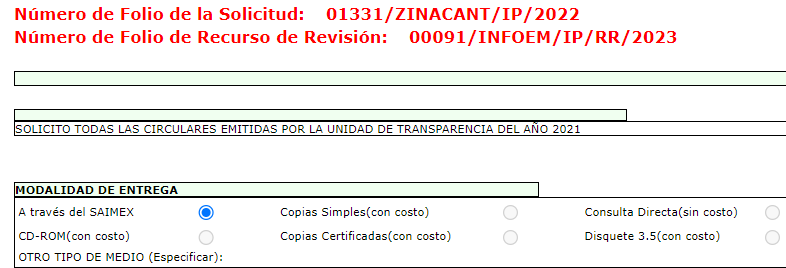 Número de Folio de la Solicitud: 01331/ZINACANT/IP/2022
Número de Folio de Recurso de Revisión: 00091/INFOEM/IP/RR/2023
SOLICITO TODAS LAS CIRCULARES EMITIDAS POR LA UNIDAD DE TRANSPARENCIA DEL AÑO 2021
MODALIDAD DE ENTREGA
A través del SAIMEX Copias Simples(con costo) Consulta Directa(sin costo)
CD-ROM(con costo) Copias Certificadas(con costo) Disquete 3.5(con costo)
OTRO TIPO DE MEDIO (Especificar):